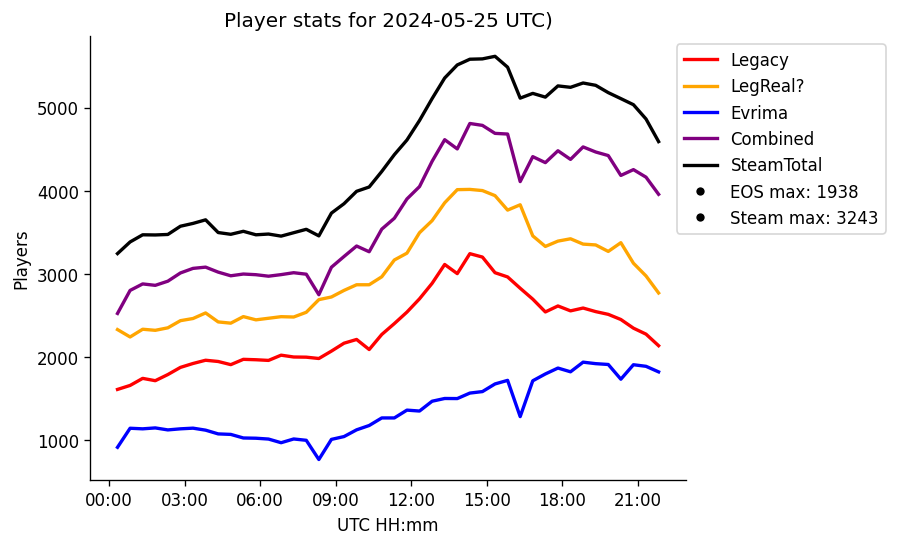 Player stats for 2024-05-25 UTC)
Players
5000
4000
3000
2000
1000
00:00 03:00 06:00 09:00 12:00 15:00 18:00 21:00
UTC HH:mm
Legacy
LegReal?
Evrima
Combined
SteamTotal
EOS max: 1938
Steam max: 3243